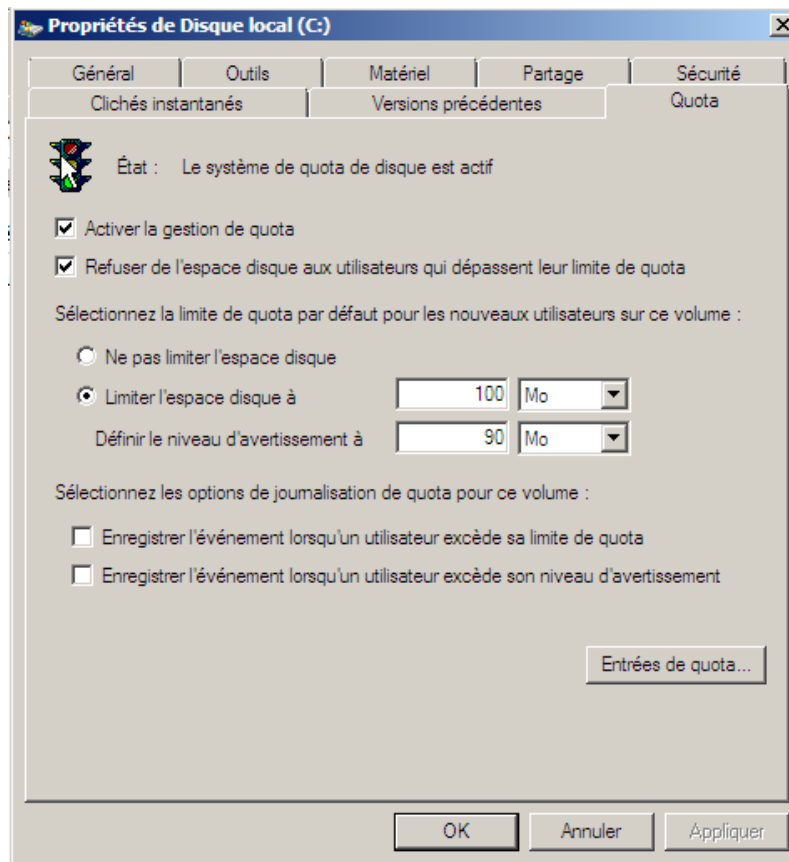 Propriétés de Disque local (C:)
Général Outils Matériel Partage Sécurité
Clichés instantanés Versions précédentes Quota
État : Le système de quota de disque est actif
Activer la gestion de quota
Refuser de l'espace disque aux utilisateurs qui dépassent leur limite de quota
Sélectionnez la limite de quota par défaut pour les nouveaux utilisateurs sur ce volume :
Ne pas limiter l'espace disque
Limiter l'espace disque à 100 Mo
Définir le niveau d'avertissement à 90 Mo
Sélectionnez les options de journalisation de quota pour ce volume :
Enregistrer l'événement lorsqu'un utilisateur excède sa limite de quota
Enregistrer l'événement lorsqu'un utilisateur excède son niveau d'avertissement
Entrées de quota...
OK Annuler Appliquer